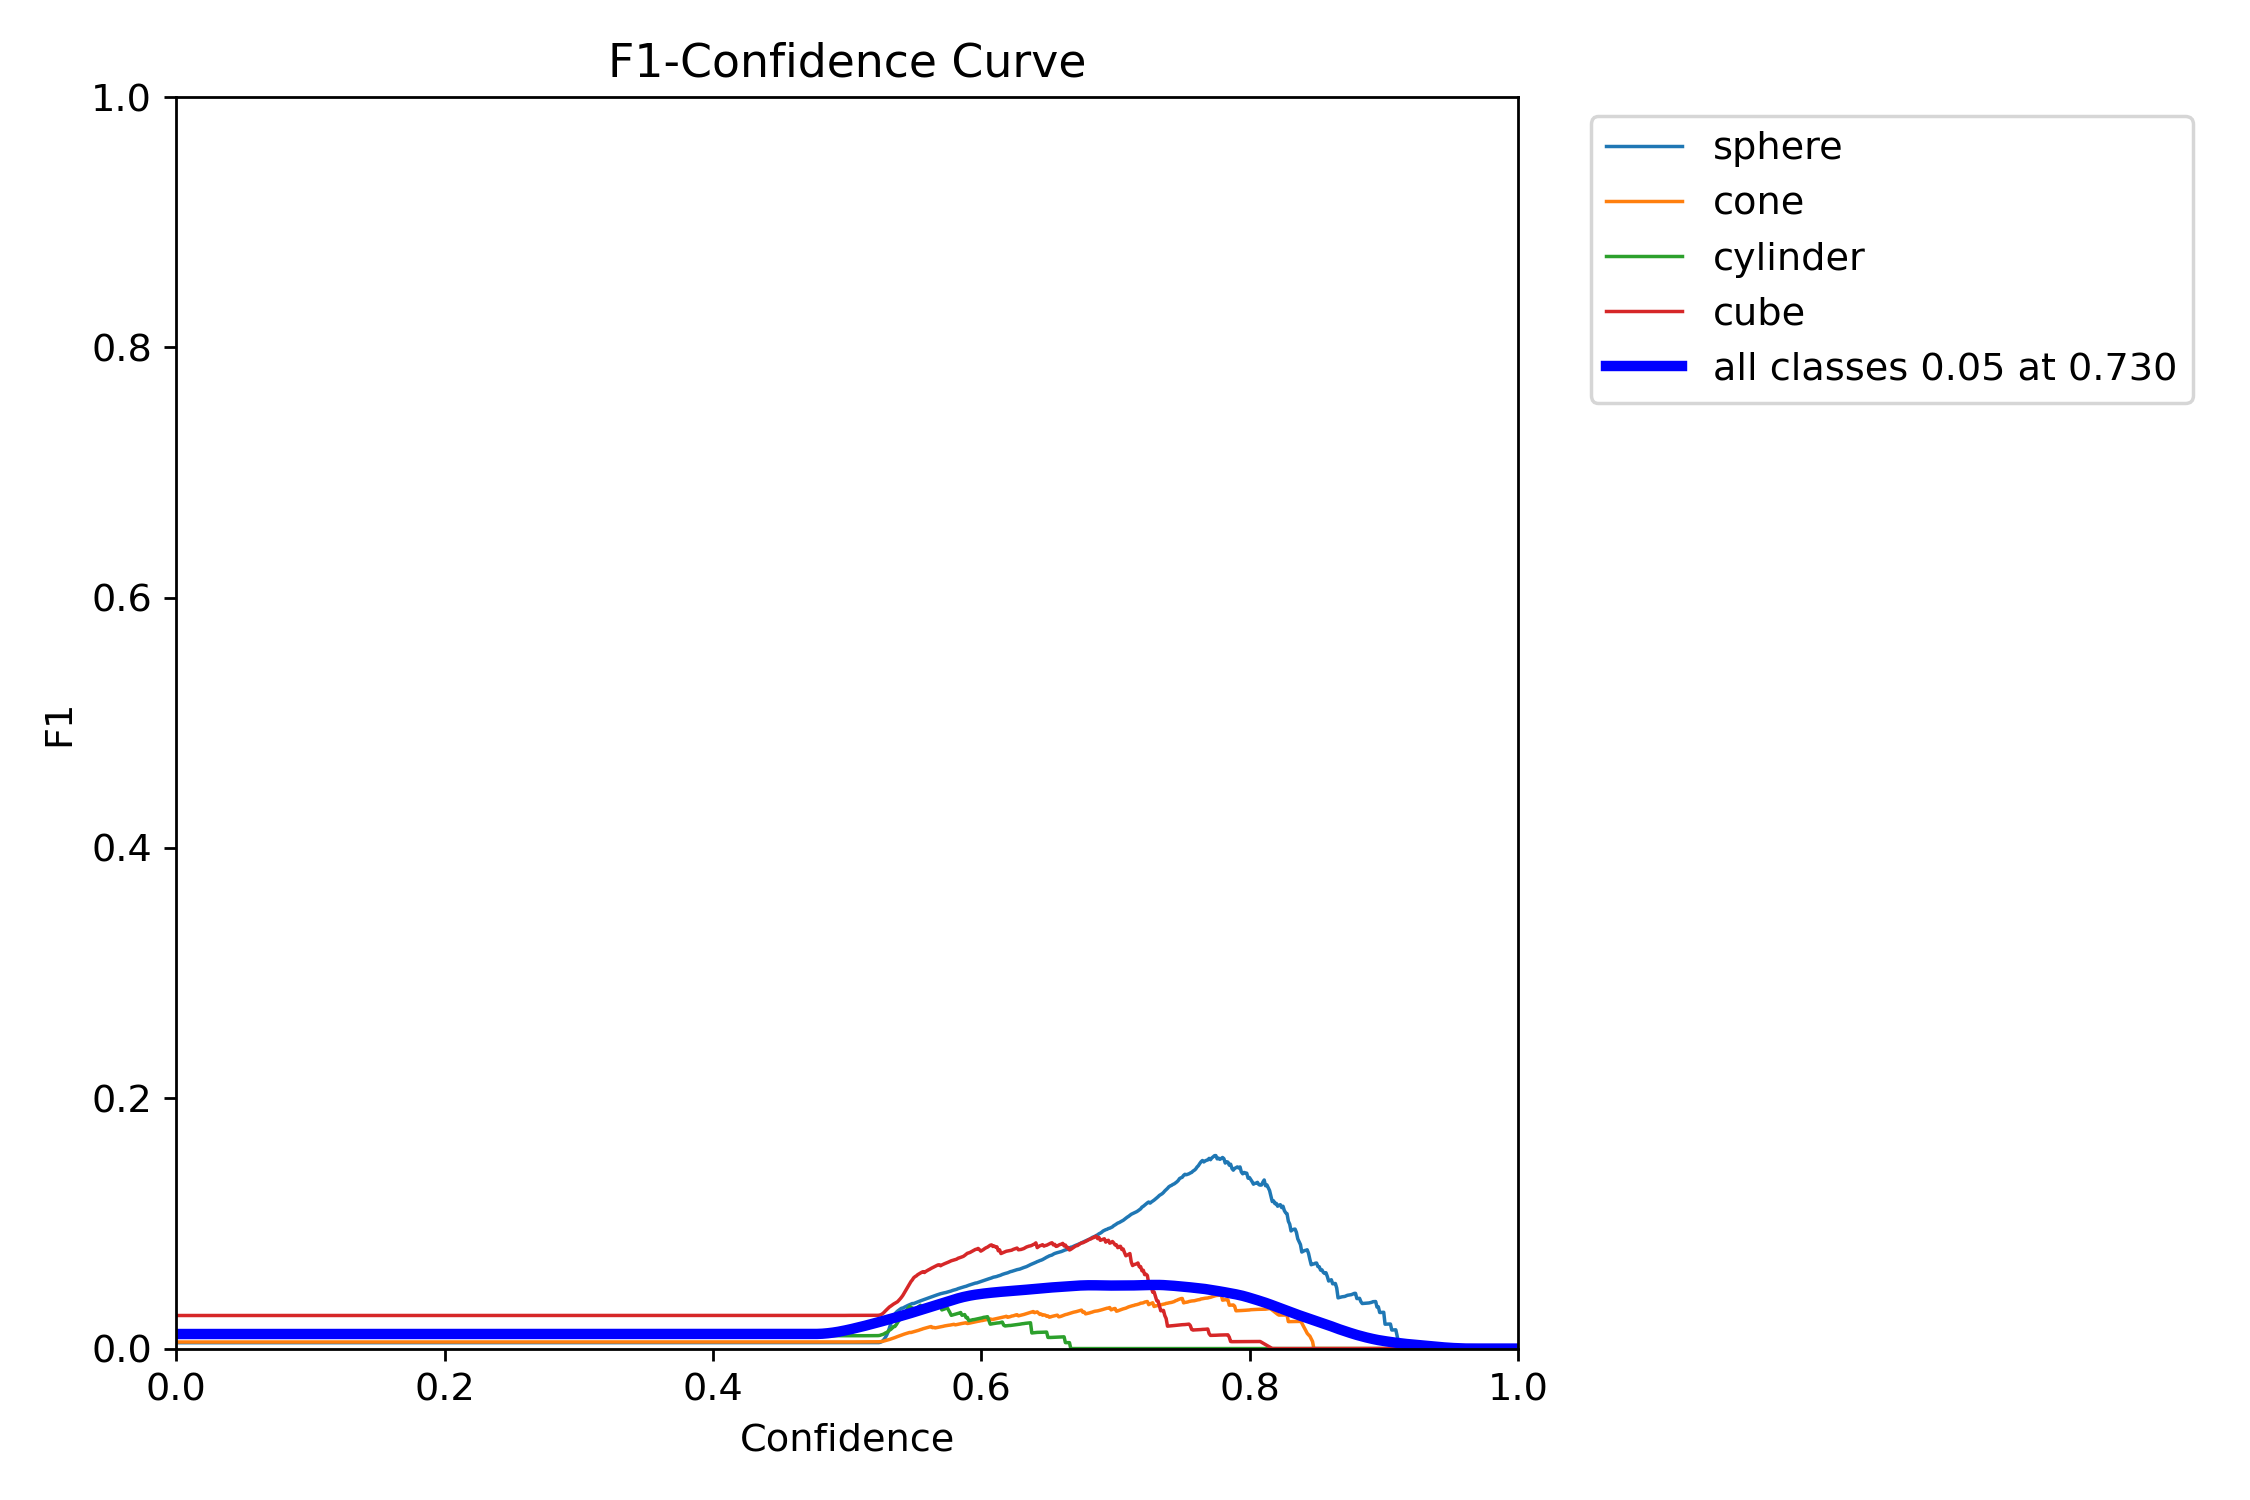 F1-Confidence Curve
1.0
0.8
0.6
0.4
0.2
0.0
F1
0.0 0.2 0.4 0.6 0.8 1.0
Confidence
sphere
cone
cylinder
cube
all classes 0.05 at 0.730